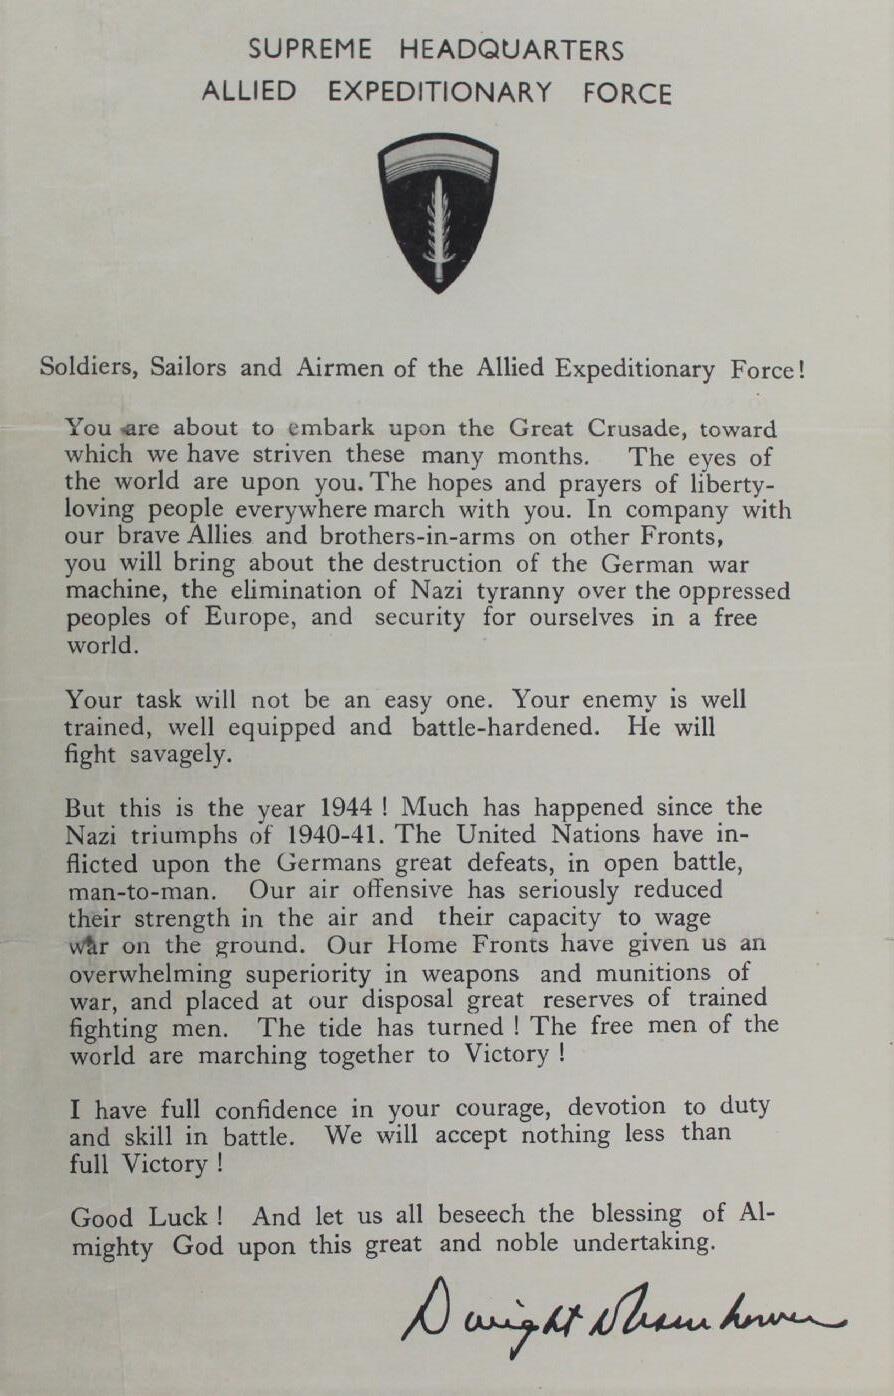 SUPREME HEADQUARTERS
ALLIED EXPEDITIONARY FORCE
Soldiers, Sailors and Airmen of the Allied Expeditionary Force!
You are about to embark upon the Great Crusade, toward
which we have striven these many months. The eyes of
the world are upon you. The hopes and prayers of liberty-
loving people everywhere march with you. In company with
our brave Allies and brothers-in-arms on other Fronts,
you will bring about the destruction of the German war
machine, the elimination of Nazi tyranny over the oppressed
peoples of Europe, and security for ourselves in a free
world.
Your task will not be an easy one. Your enemy is well
trained, well equipped and battle-hardened. He will
fight savagely.
But this is the year 1944 ! Much has happened since the
Nazi triumphs of 1940-41. The United Nations have in-
flicted upon the Germans great defeats, in open battle,
man-to-man. Our air offensive has seriously reduced
their strength in the air and their capacity to wage
war on the ground. Our Home Fronts have given us an
overwhelming superiority in weapons and munitions of
war, and placed at our disposal great reserves of trained
fighting men. The tide has turned ! The free men of the
world are marching together to Victory !
I have full confidence in your courage, devotion to duty
and skill in battle. We will accept nothing less than
full Victory !
Good Luck ! And let us all beseech the blessing of Al-
mighty God upon this great and noble undertaking.
Dwight D Eisenhower